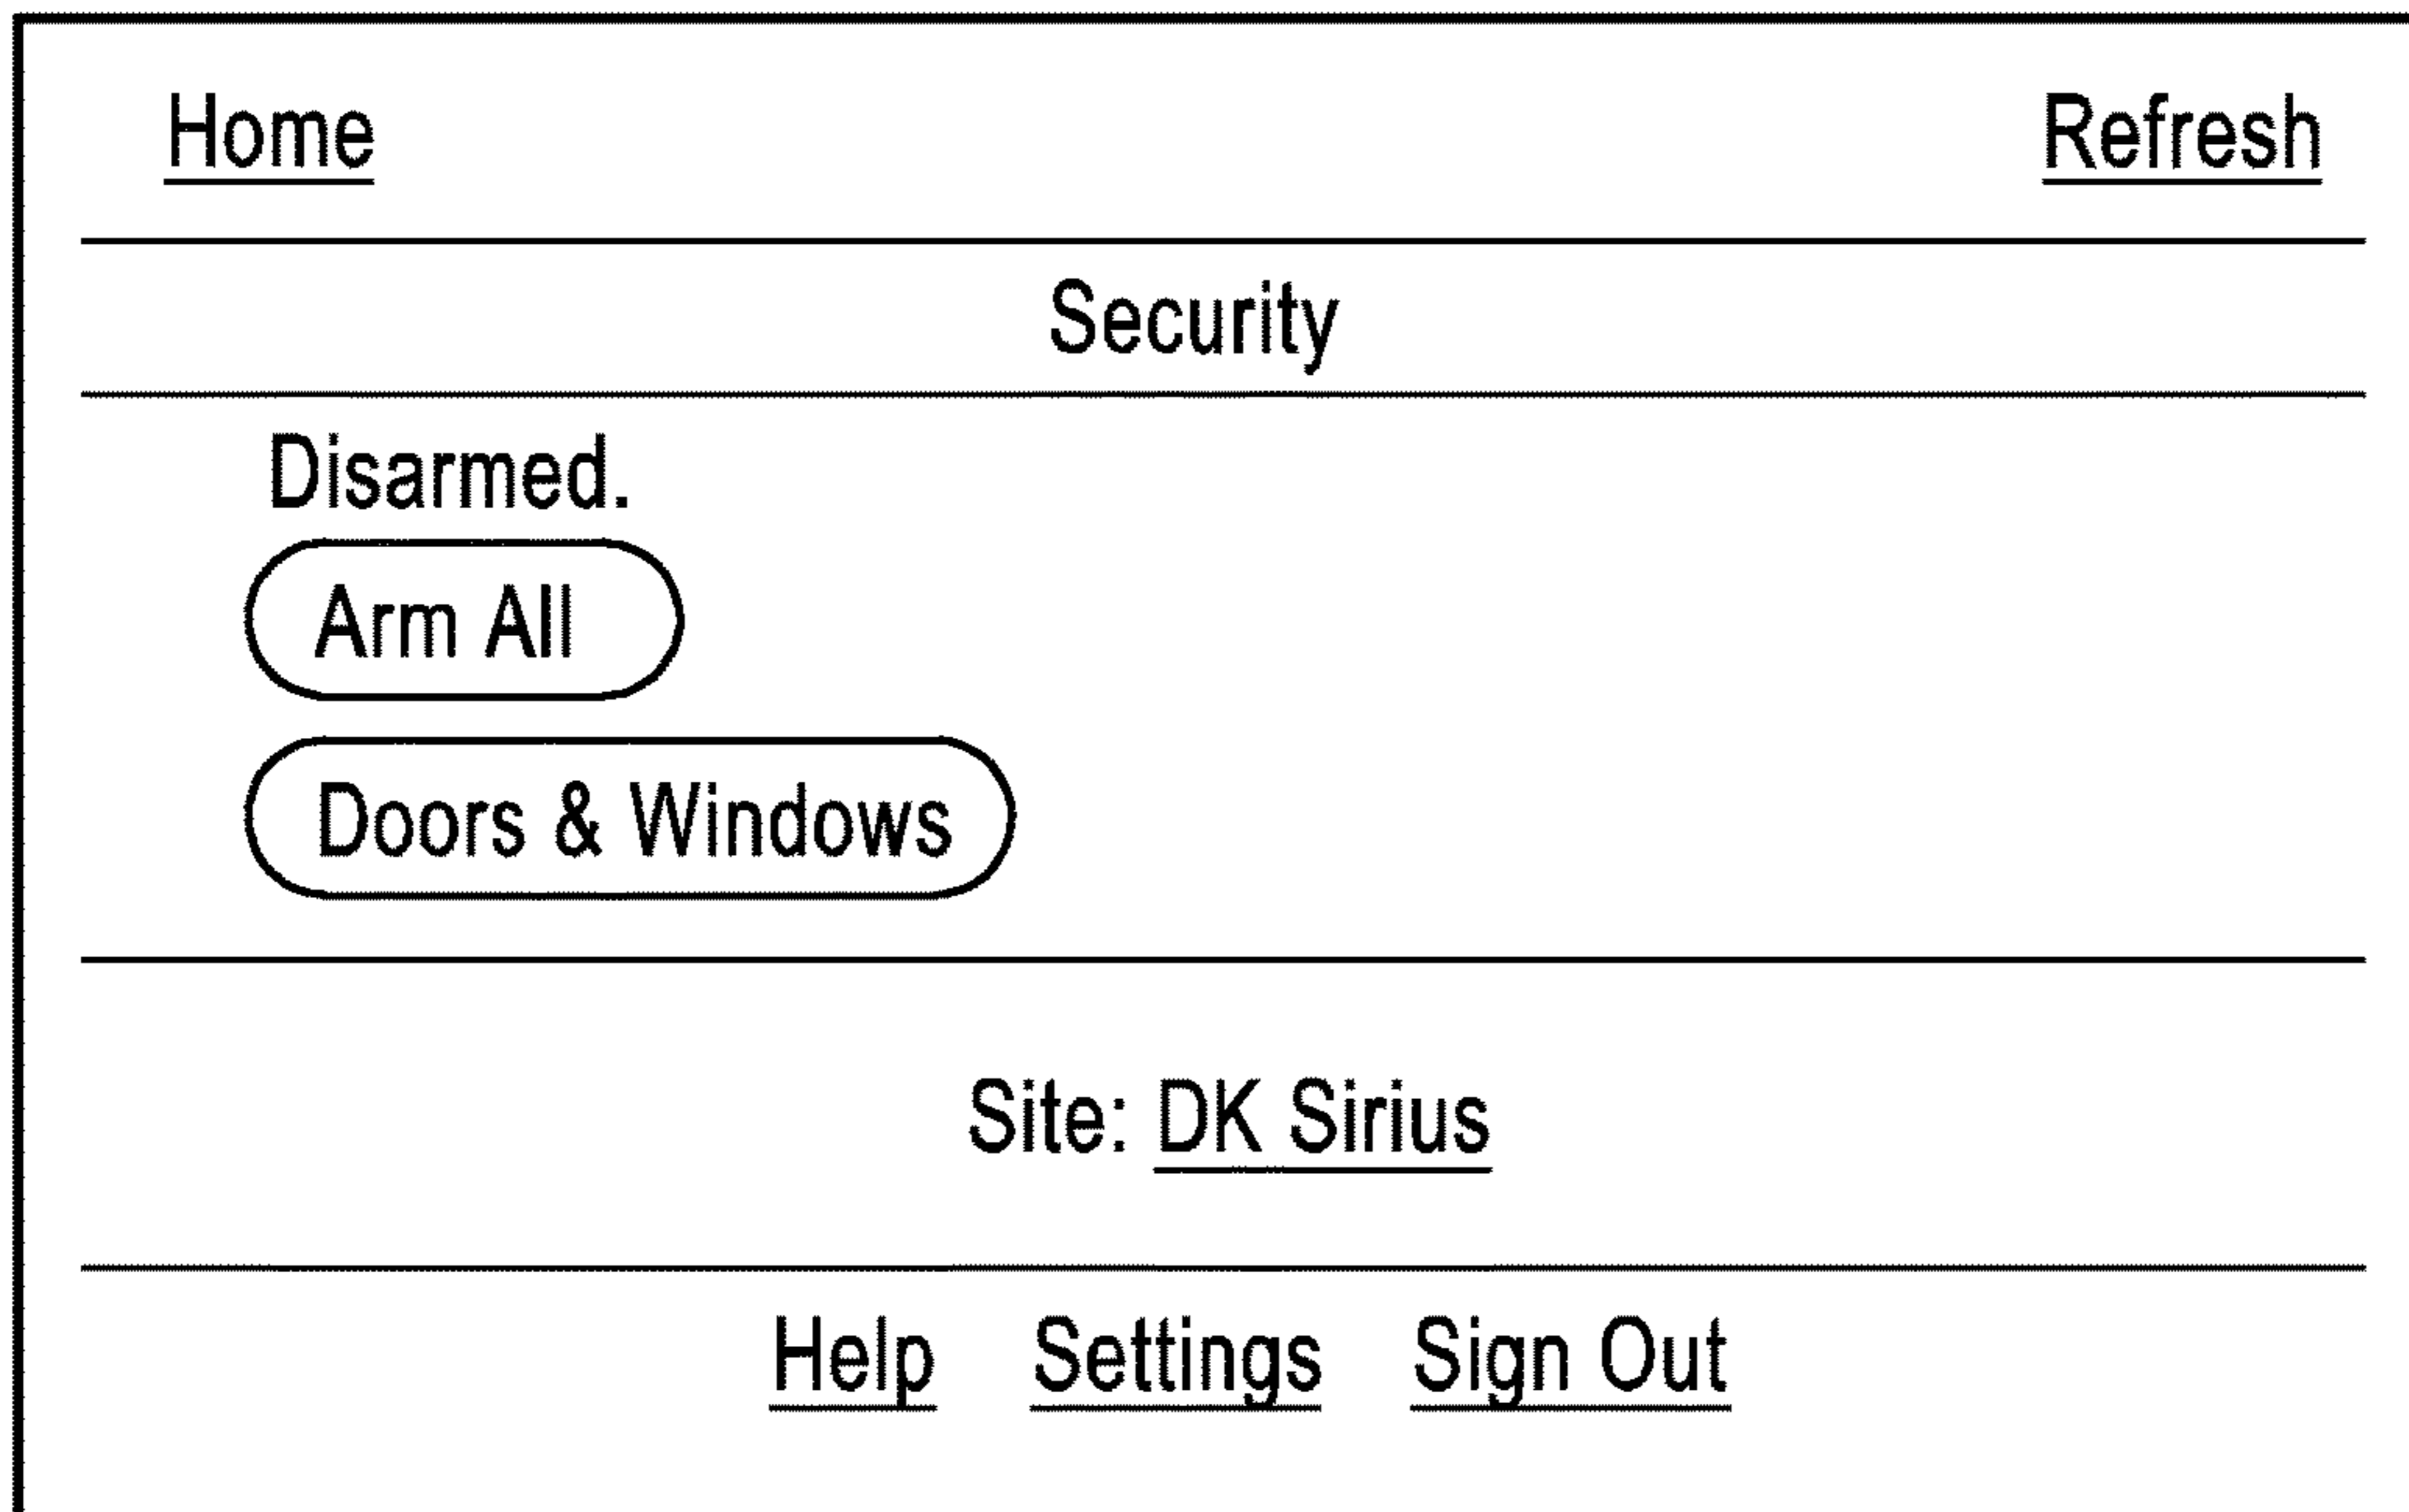 Home Refresh
Security
Disarmed.
Arm All
Doors & Windows
Site: DK Sirius
Help Settings Sign Out